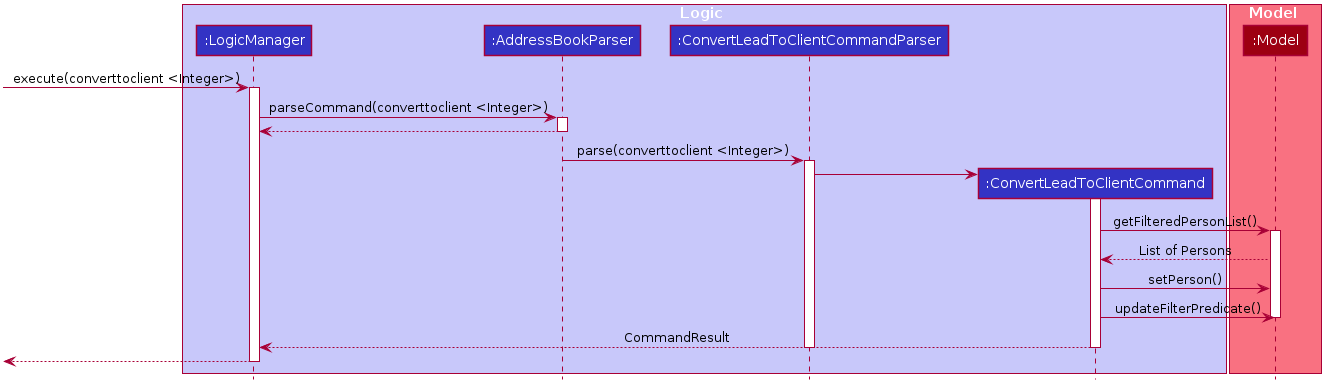 Logic
Model
:LogicManager
:AddressBookParser
:ConvertLeadToClientCommandParser
:Model
execute(converttoclient <Integer>)
parseCommand(converttoclient <Integer>)
parse(converttoclient <Integer>)
:ConvertLeadToClientCommand
getFilteredPersonList()
List of Persons
setPerson()
updateFilterPredicate()
CommandResult